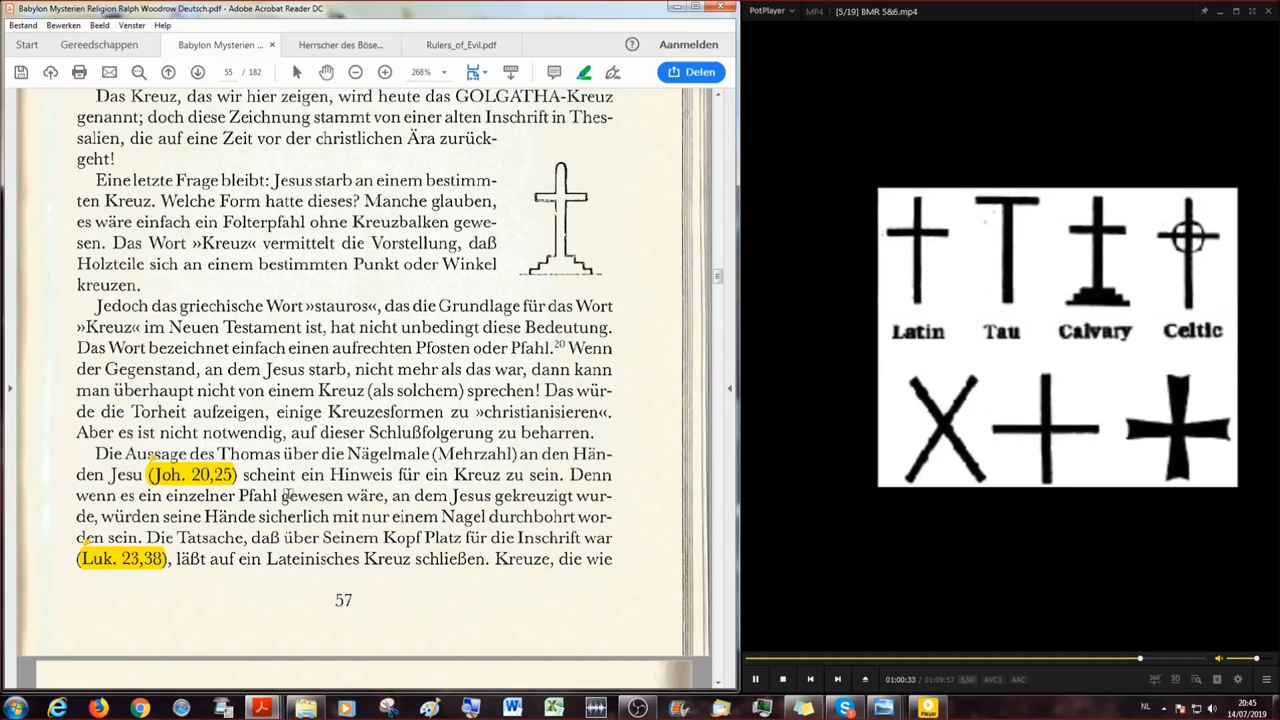 Babylon Mysterien Religion Ralph Woodrow Deutsch.pdf - Adobe Acrobat Reader DC
Bestand Bewerken Beeld Venster Help
Start Gereedschappen Babylon Mysterien ... × Herrscher des Böse... Rulers_of_Evil.pdf Aanmelden
55 / 182 268% Delen
Das Kreuz, das wir hier zeigen, wird heute das GOLGATHA-Kreuz
genannt; doch diese Zeichnung stammt von einer alten Inschrift in Thes-
salien, die auf eine Zeit vor der christlichen Ära zurück-
geht!
Eine letzte Frage bleibt: Jesus starb an einem bestimm-
ten Kreuz. Welche Form hatte dieses? Manche glauben,
es wäre einfach ein Folterpfahl ohne Kreuzbalken gewe-
sen. Das Wort »Kreuz« vermittelt die Vorstellung, daß
Holzteile sich an einem bestimmten Punkt oder Winkel
kreuzen.
Jedoch das griechische Wort »stauros«, das die Grundlage für das Wort
»Kreuz« im Neuen Testament ist, hat nicht unbedingt diese Bedeutung.
Das Wort bezeichnet einfach einen aufrechten Pfosten oder Pfahl.²⁰ Wenn
der Gegenstand, an dem Jesus starb, nicht mehr als das war, dann kann
man überhaupt nicht von einem Kreuz (als solchem) sprechen! Das wür-
de die Torheit aufzeigen, einige Kreuzesformen zu »christianisieren«.
Aber es ist nicht notwendig, auf dieser Schlußfolgerung zu beharren.
Die Aussage des Thomas über die Nägelmale (Mehrzahl) an den Hän-
den Jesu (Joh. 20,25) scheint ein Hinweis für ein Kreuz zu sein. Denn
wenn es ein einzelner Pfahl gewesen wäre, an dem Jesus gekreuzigt wur-
de, würden seine Hände sicherlich mit nur einem Nagel durchbohrt wor-
den sein. Die Tatsache, daß über Seinem Kopf Platz für die Inschrift war
(Luk. 23,38), läßt auf ein Lateinisches Kreuz schließen. Kreuze, die wie
57
PotPlayer MP4 [5/19] BMR 5&6.mp4
Latin Tau Calvary Celtic
01:00:33 / 01:09:57 S/W AVC1 AAC
360° 3D
NL 20:45
14/07/2019
Player